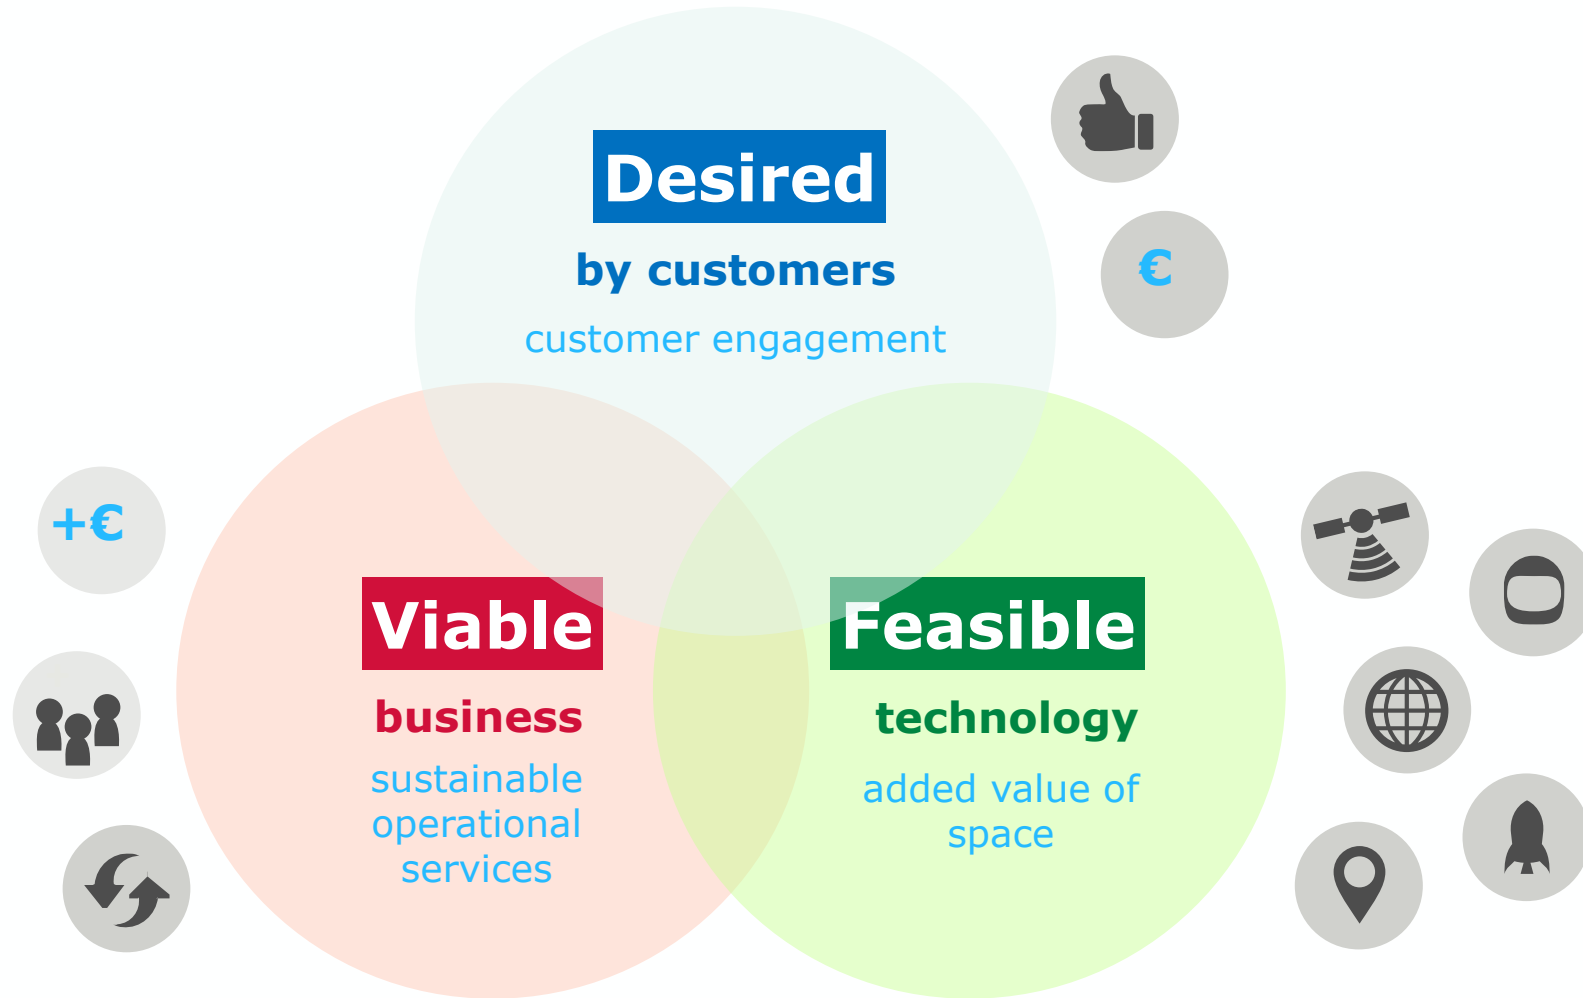 Desired
by customers
customer engagement
€
+€
Viable
business
sustainable
operational
services
Feasible
technology
added value of
space